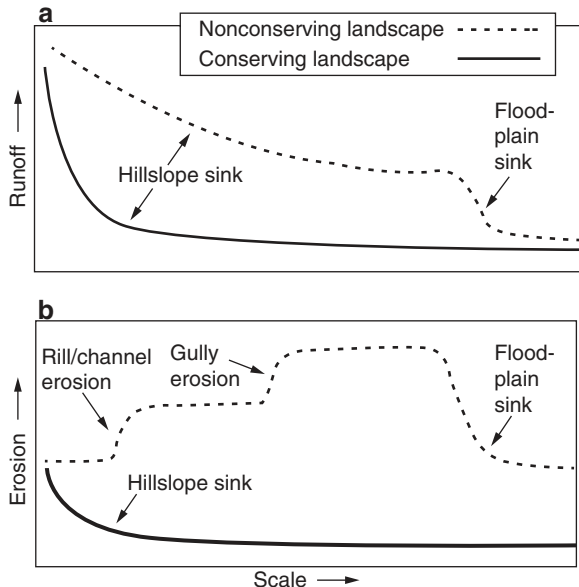 a
Nonconserving landscape
Conserving landscape
Flood-
plain
sink
Hillslope sink
Runoff
b
Rill/channel
erosion
Gully
erosion
Flood-
plain
sink
Hillslope sink
Erosion
Scale